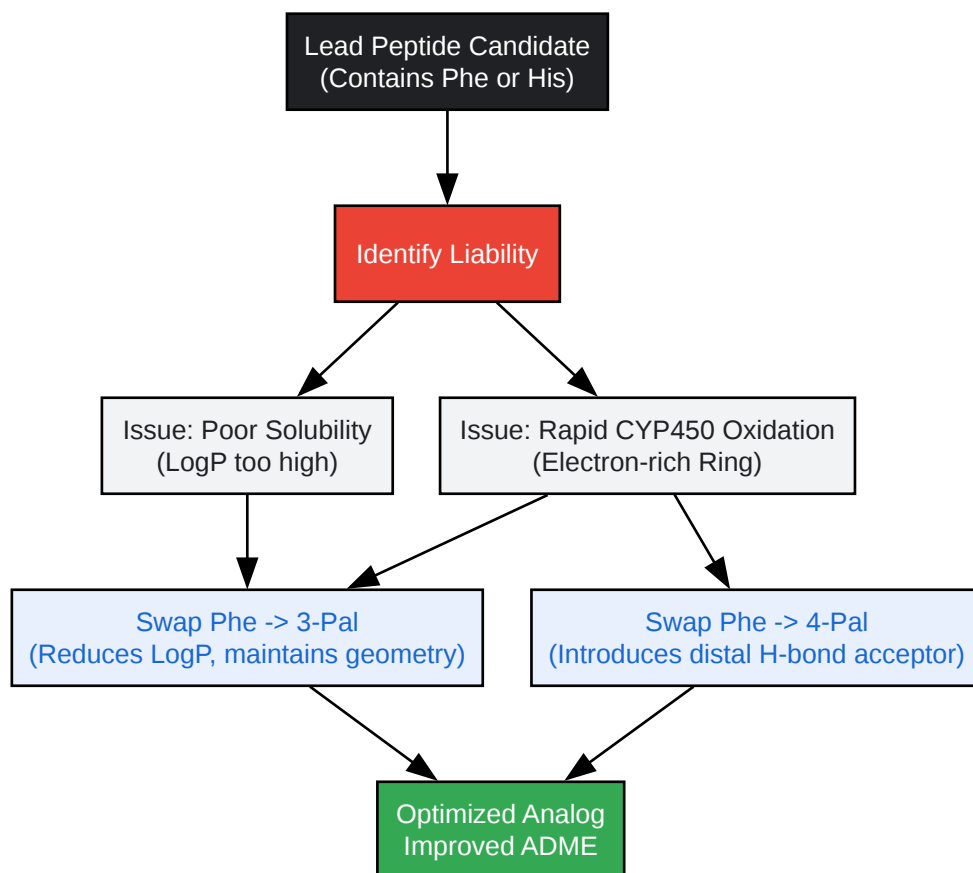 Lead Peptide Candidate
(Contains Phe or His)
Identify Liability
Issue: Poor Solubility
(LogP too high)
Issue: Rapid CYP450 Oxidation
(Electron-rich Ring)
Swap Phe -> 3-Pal
(Reduces LogP, maintains geometry)
Swap Phe -> 4-Pal
(Introduces distal H-bond acceptor)
Optimized Analog
Improved ADME